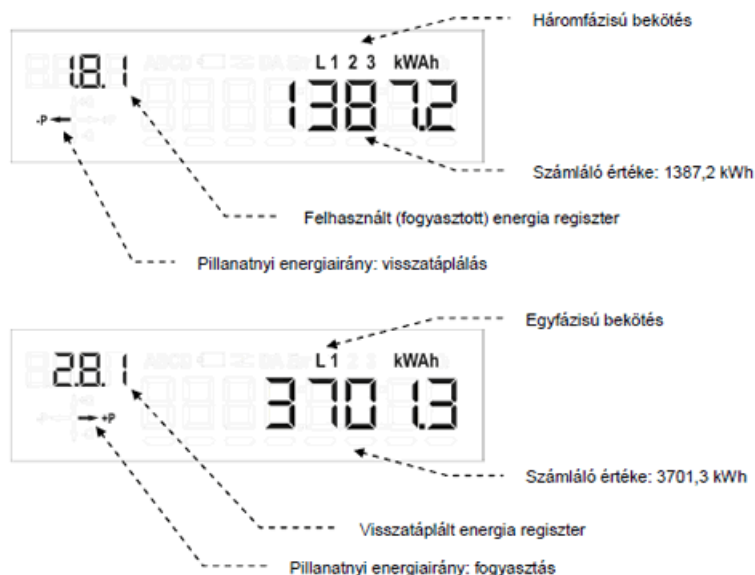 Háromfázisú bekötés
L 1 2 3 kWAh
1.8.1
1387.2
-P
Számláló értéke: 1387,2 kWh
Felhasznált (fogyasztott) energia regiszter
Pillanatnyi energiairány: visszatáplálás
Egyfázisú bekötés
L 1 kWAh
2.8.1
3701.3
+P
Számláló értéke: 3701,3 kWh
Visszatáplált energia regiszter
Pillanatnyi energiairány: fogyasztás